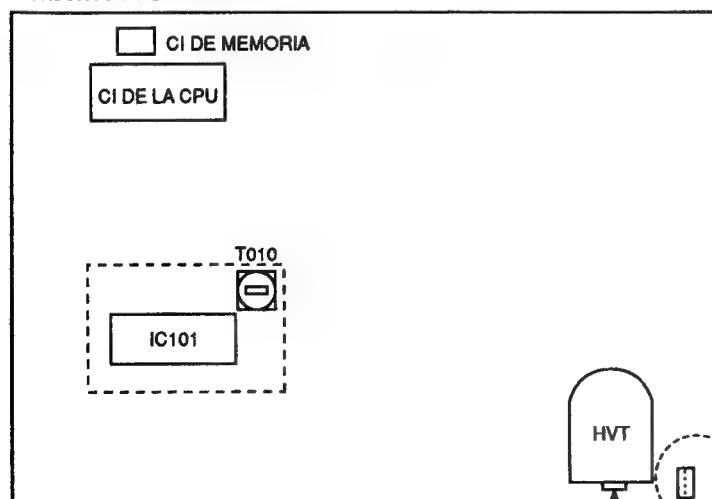 CI DE MEMORIA
CI DE LA CPU
T010
IC101
HVT